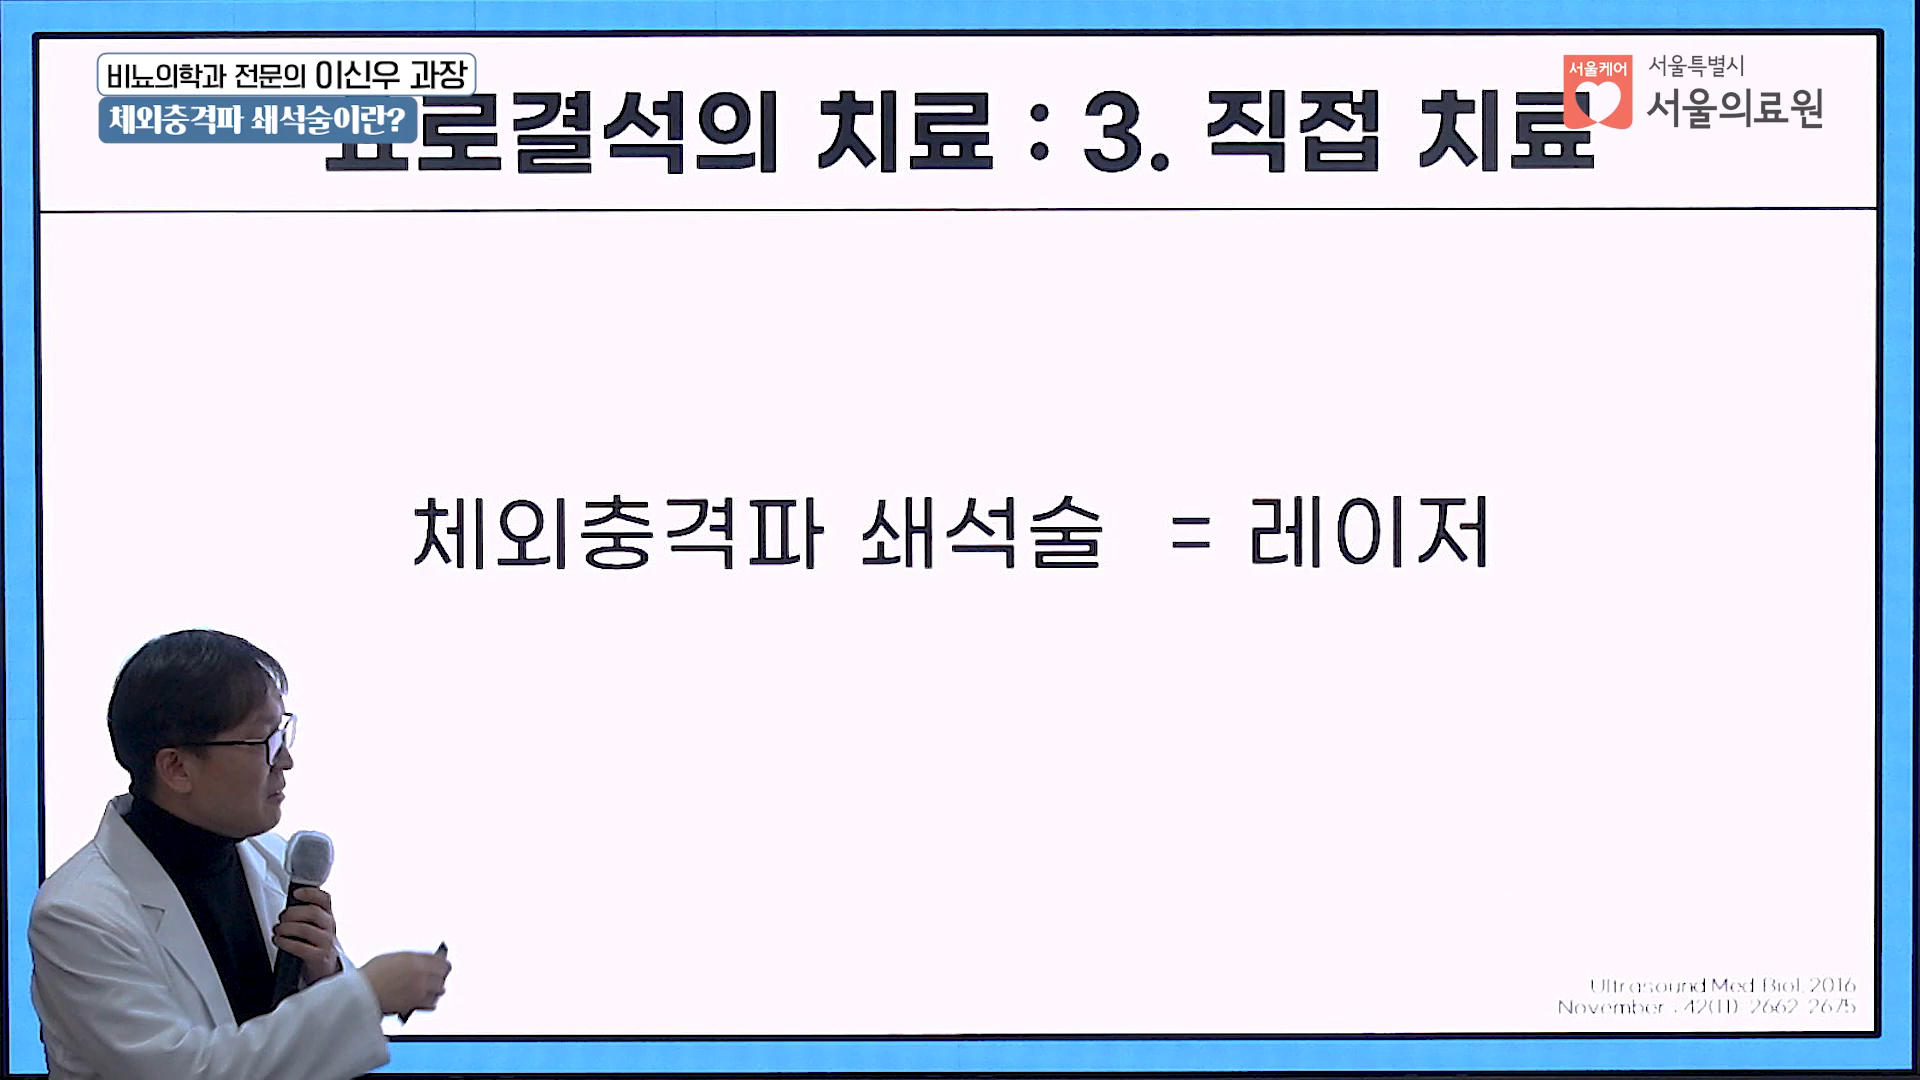 비뇨의학과 전문의 이신우 과장
체외충격파 쇄석술이란?
서울케어
서울특별시
서울의료원
요로결석의 치료 : 3. 직접 치료
체외충격파 쇄석술 = 레이저
Ultrasound Med Biol. 2016
November ; 42(11): 2662-2675